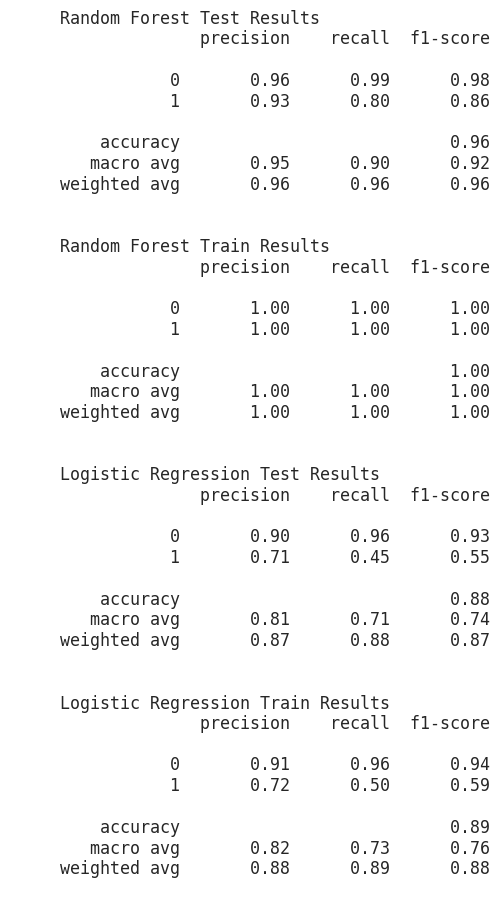 Random Forest Test Results
precision recall f1-score
0 0.96 0.99 0.98
1 0.93 0.80 0.86
accuracy 0.96
macro avg 0.95 0.90 0.92
weighted avg 0.96 0.96 0.96
Random Forest Train Results
precision recall f1-score
0 1.00 1.00 1.00
1 1.00 1.00 1.00
accuracy 1.00
macro avg 1.00 1.00 1.00
weighted avg 1.00 1.00 1.00
Logistic Regression Test Results
precision recall f1-score
0 0.90 0.96 0.93
1 0.71 0.45 0.55
accuracy 0.88
macro avg 0.81 0.71 0.74
weighted avg 0.87 0.88 0.87
Logistic Regression Train Results
precision recall f1-score
0 0.91 0.96 0.94
1 0.72 0.50 0.59
accuracy 0.89
macro avg 0.82 0.73 0.76
weighted avg 0.88 0.89 0.88